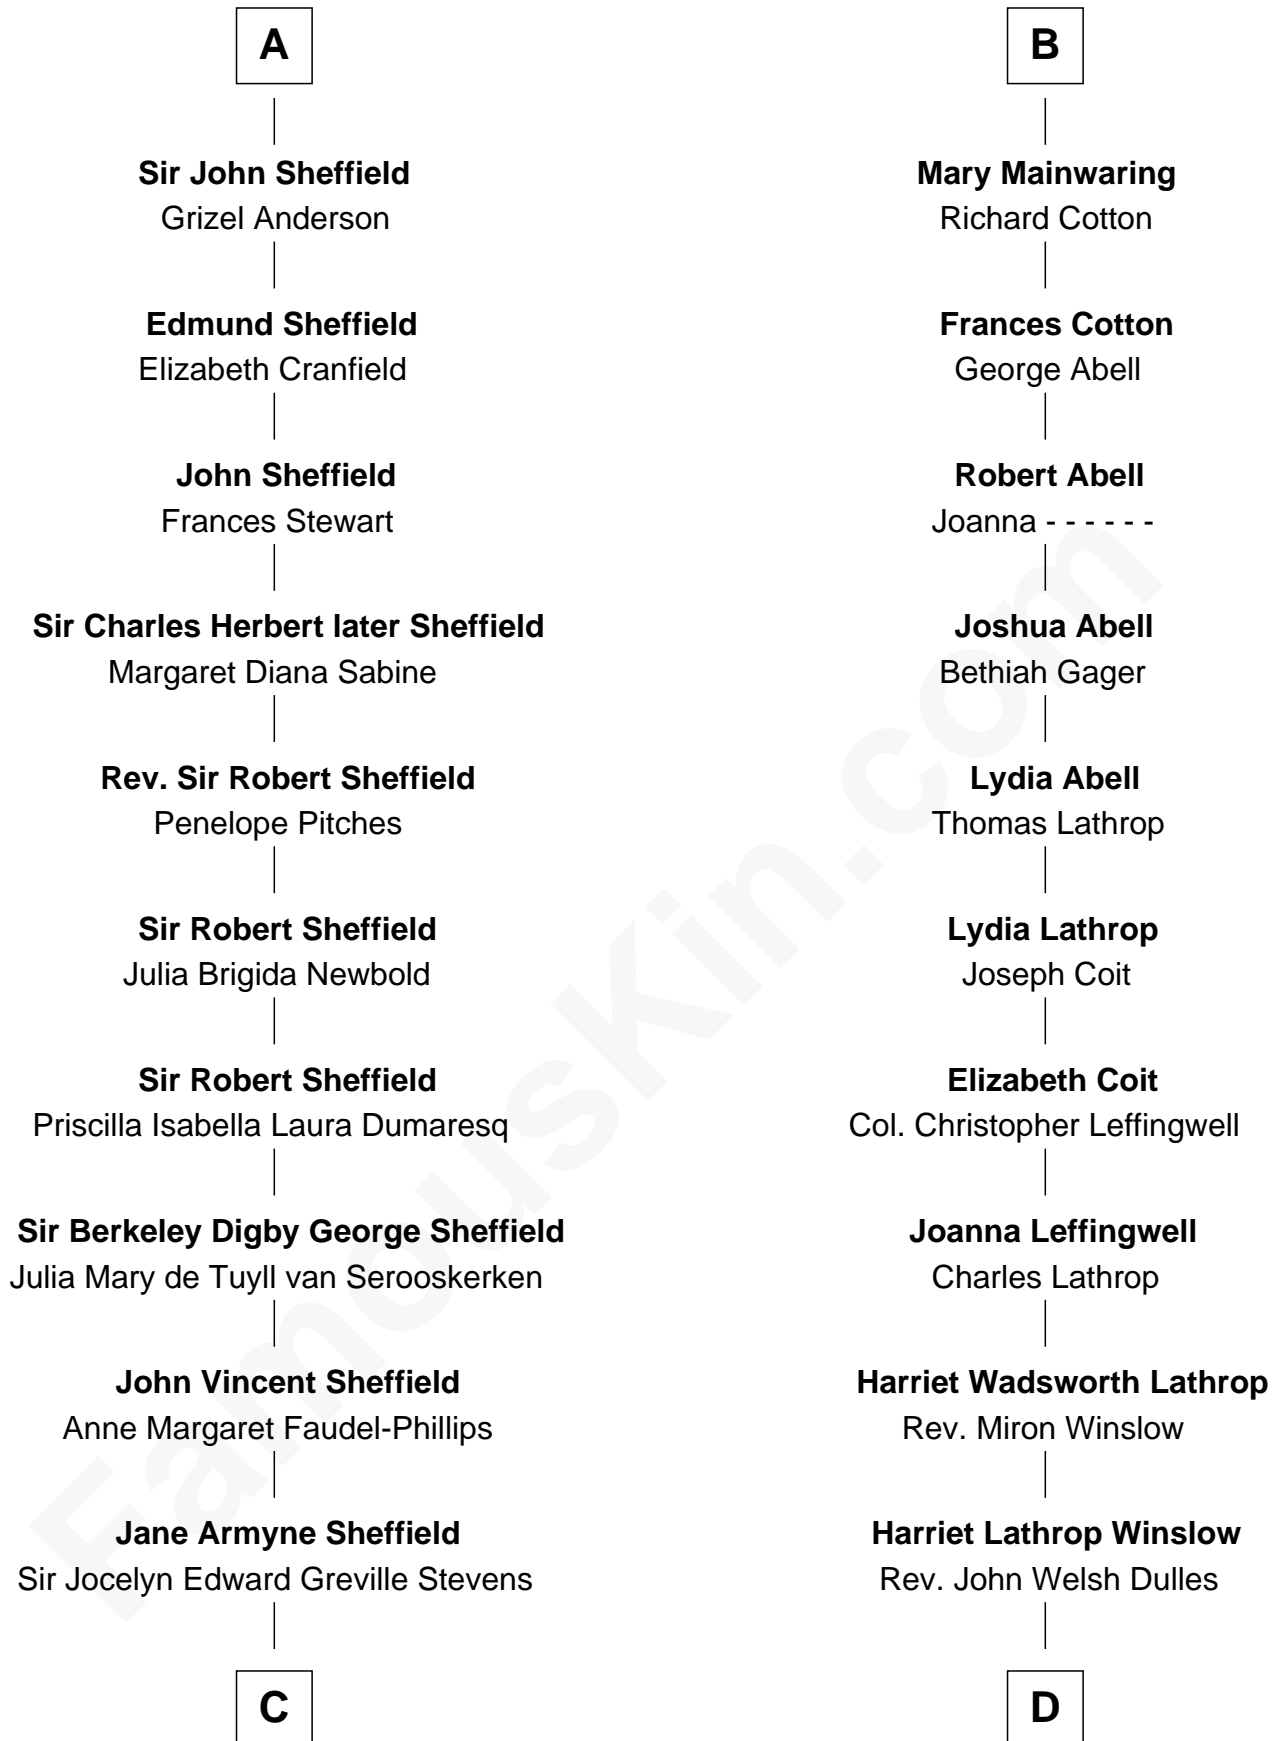 A
Sir John Sheffield
Grizel Anderson
Edmund Sheffield
Elizabeth Cranfield
John Sheffield
Frances Stewart
Sir Charles Herbert later Sheffield
Margaret Diana Sabine
Rev. Sir Robert Sheffield
Penelope Pitches
Sir Robert Sheffield
Julia Brigida Newbold
Sir Robert Sheffield
Priscilla Isabella Laura Dumaresq
Sir Berkeley Digby George Sheffield
Julia Mary de Tuyll van Serooskerken
John Vincent Sheffield
Anne Margaret Faudel-Phillips
Jane Armyne Sheffield
Sir Jocelyn Edward Greville Stevens
C
B
Mary Mainwaring
Richard Cotton
Frances Cotton
George Abell
Robert Abell
Joanna - - - - - -
Joshua Abell
Bethiah Gager
Lydia Abell
Thomas Lathrop
Lydia Lathrop
Joseph Coit
Elizabeth Coit
Col. Christopher Leffingwell
Joanna Leffingwell
Charles Lathrop
Harriet Wadsworth Lathrop
Rev. Miron Winslow
Harriet Lathrop Winslow
Rev. John Welsh Dulles
D
FamousKin.com